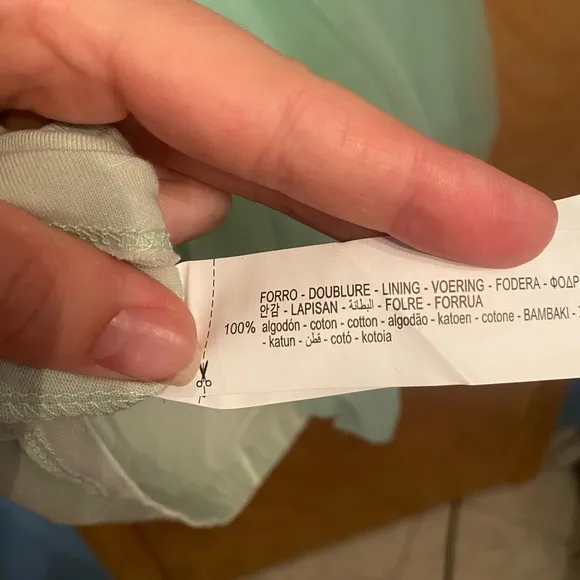 FORRO - DOUBLURE - LINING - VOERING - FODERA -
안감 - LAPISAN - البطانة - FOLRE - FORRUA
100% algodón - coton - cotton - algodão - katoen - cotone - BAMBAKI -
- katun - قطن - cotó - kotoia